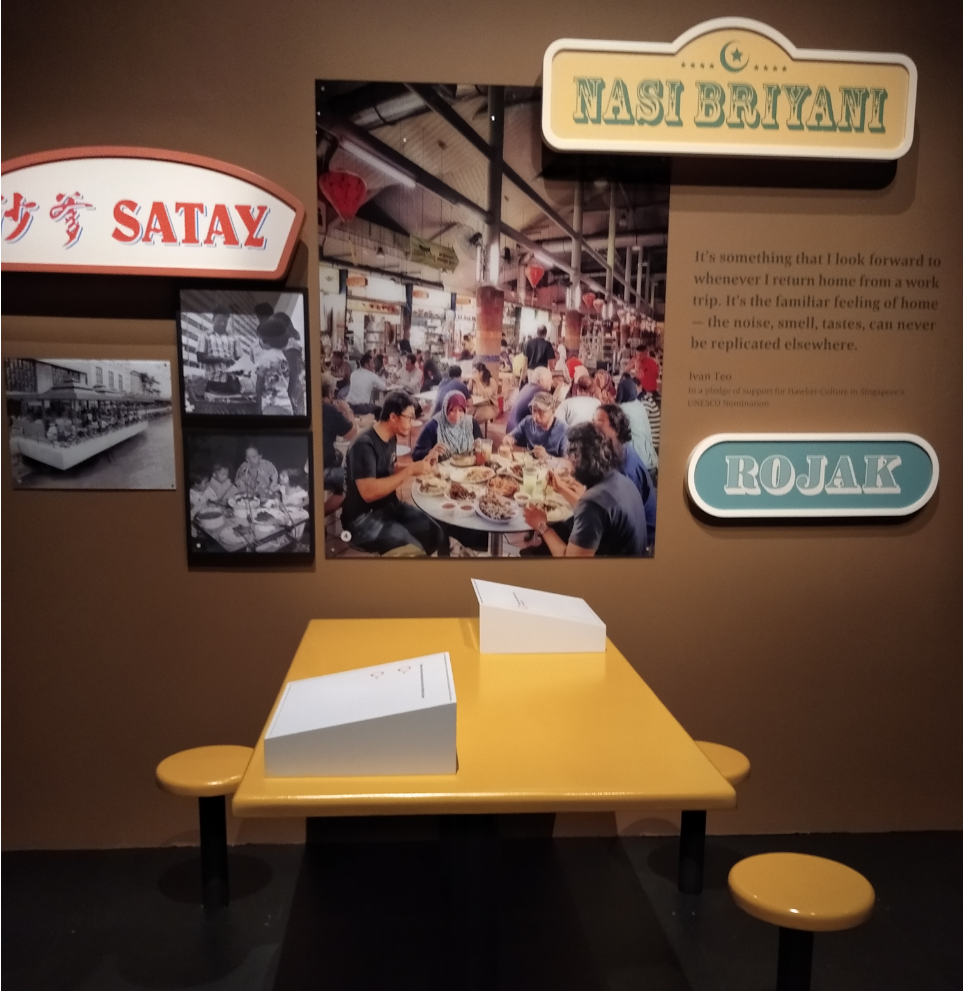 NASI BRIYANI
沙爹 SATAY
It's something that I look forward to
whenever I return home from a work
trip. It's the familiar feeling of home
— the noise, smell, tastes, can never
be replicated elsewhere.
Ivan Teo
In a pledge of support for Hawker Culture in Singapore's
UNESCO Nomination
ROJAK
4